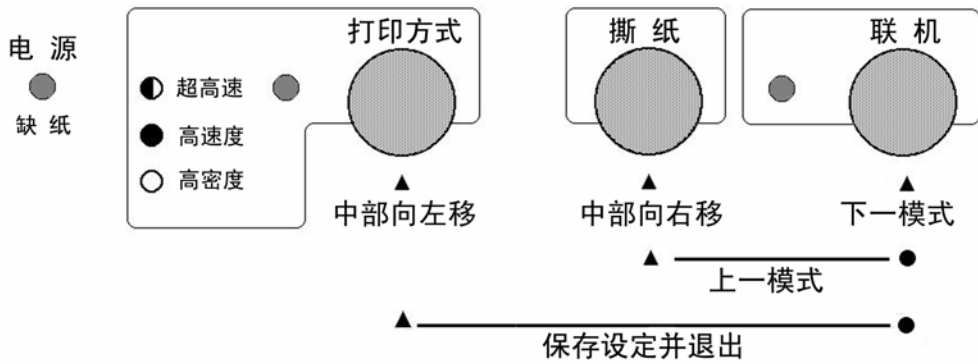 电 源
缺 纸
打印方式
超高速
高速度
高密度
撕 纸
联 机
中部向左移
中部向右移
下一模式
上一模式
保存设定并退出